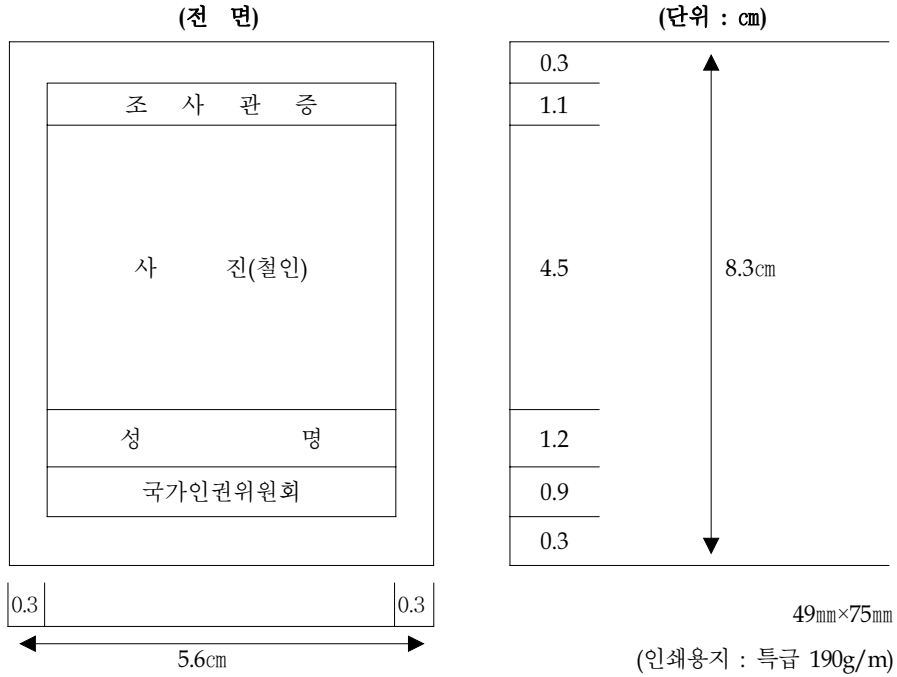 (전 면)
(단위 : ㎝)
조 사 관 증
사 진(철인)
성 명
국가인권위원회
0.3
1.1
4.5
1.2
0.9
0.3
8.3㎝
0.3
0.3
5.6㎝
49㎜×75㎜
(인쇄용지 : 특급 190g/m)